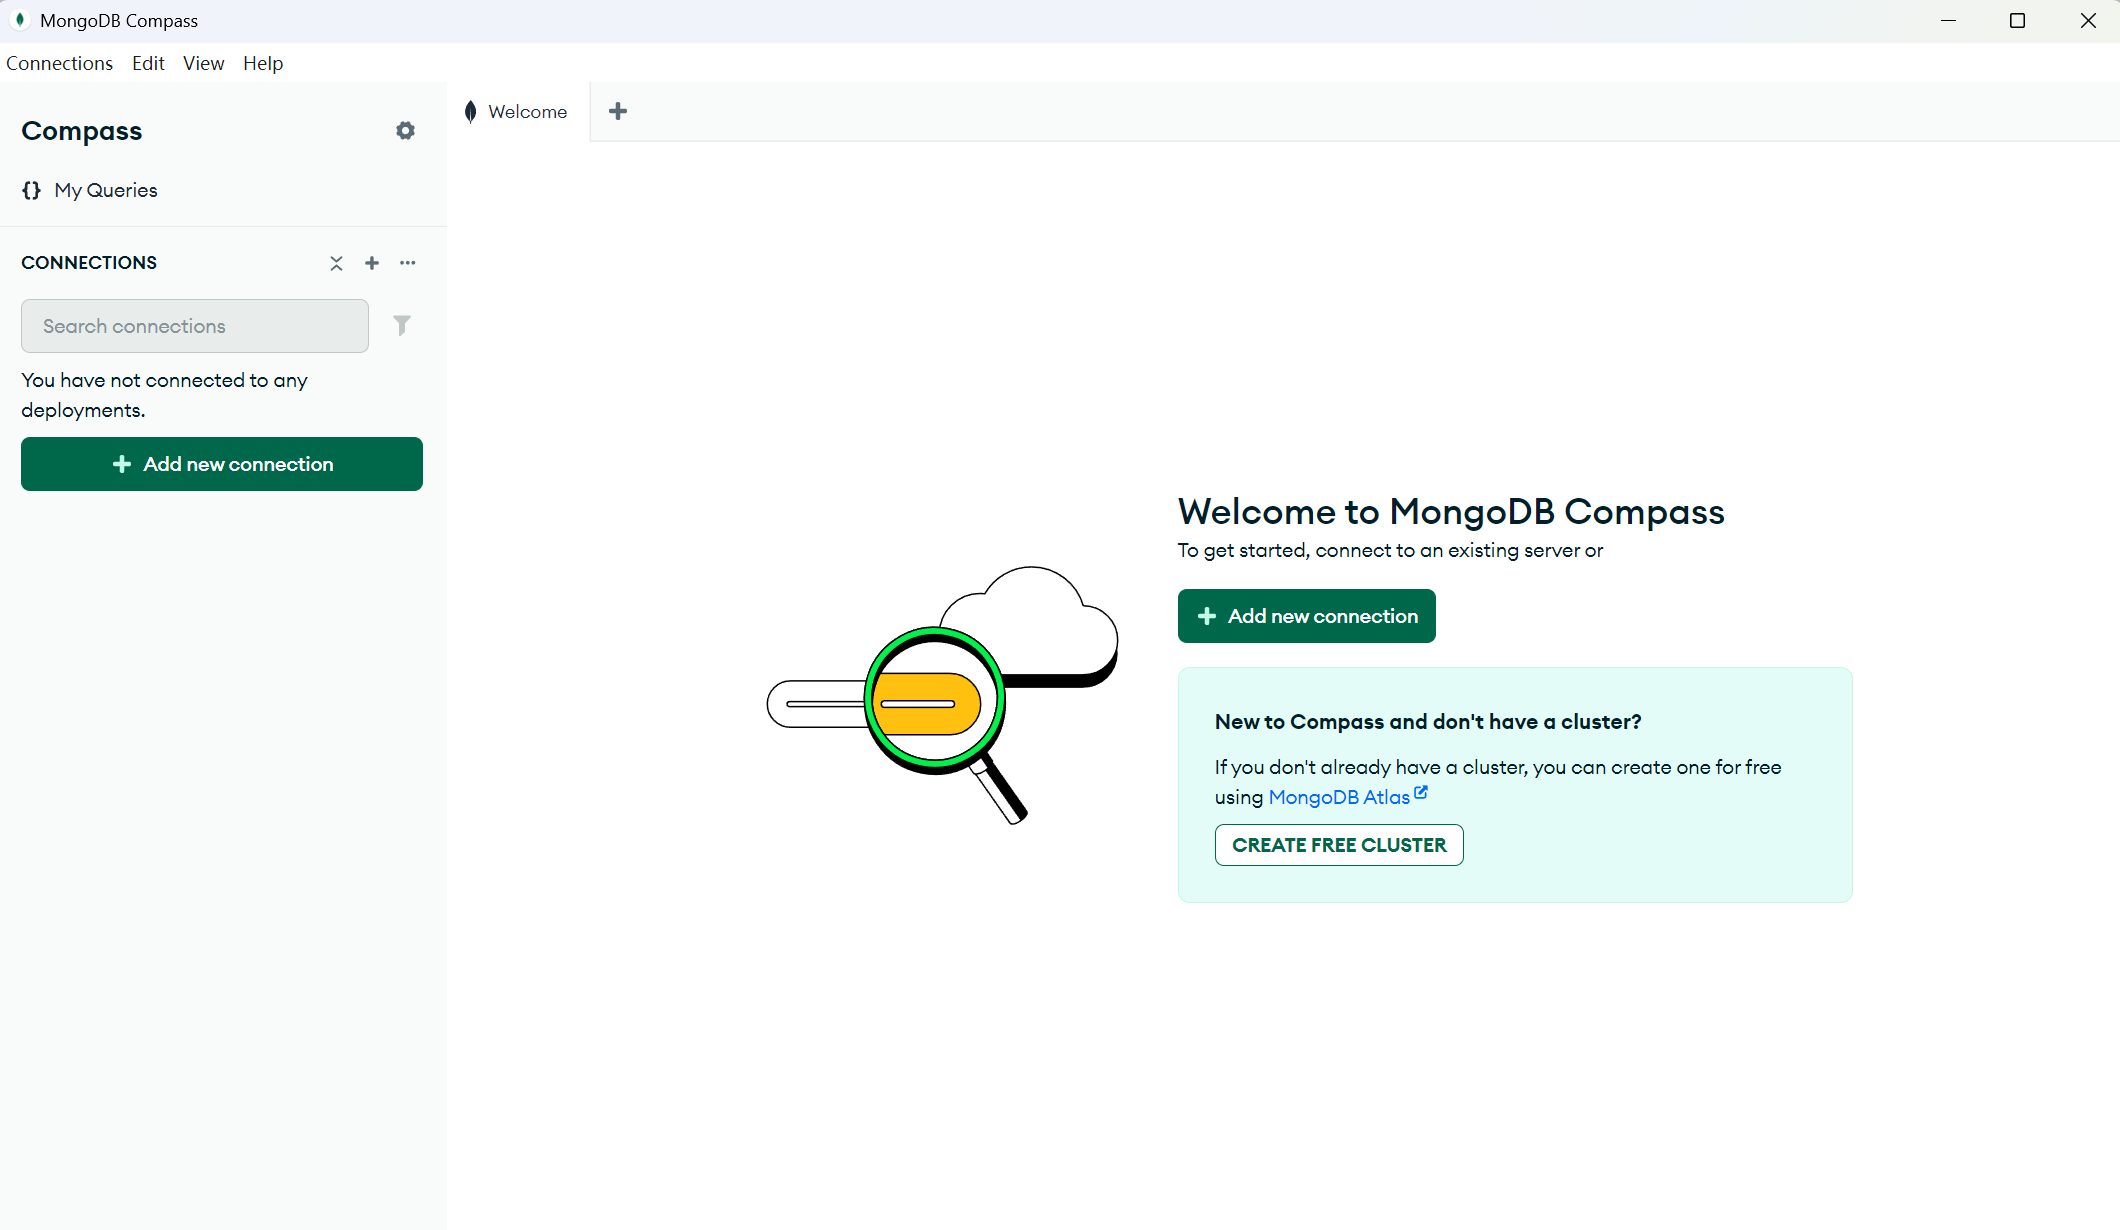 MongoDB Compass
Connections Edit View Help
Compass
My Queries
CONNECTIONS
Search connections
You have not connected to any
deployments.
Add new connection
Welcome
Welcome to MongoDB Compass
To get started, connect to an existing server or
Add new connection
New to Compass and don't have a cluster?
If you don't already have a cluster, you can create one for free
using MongoDB Atlas
CREATE FREE CLUSTER